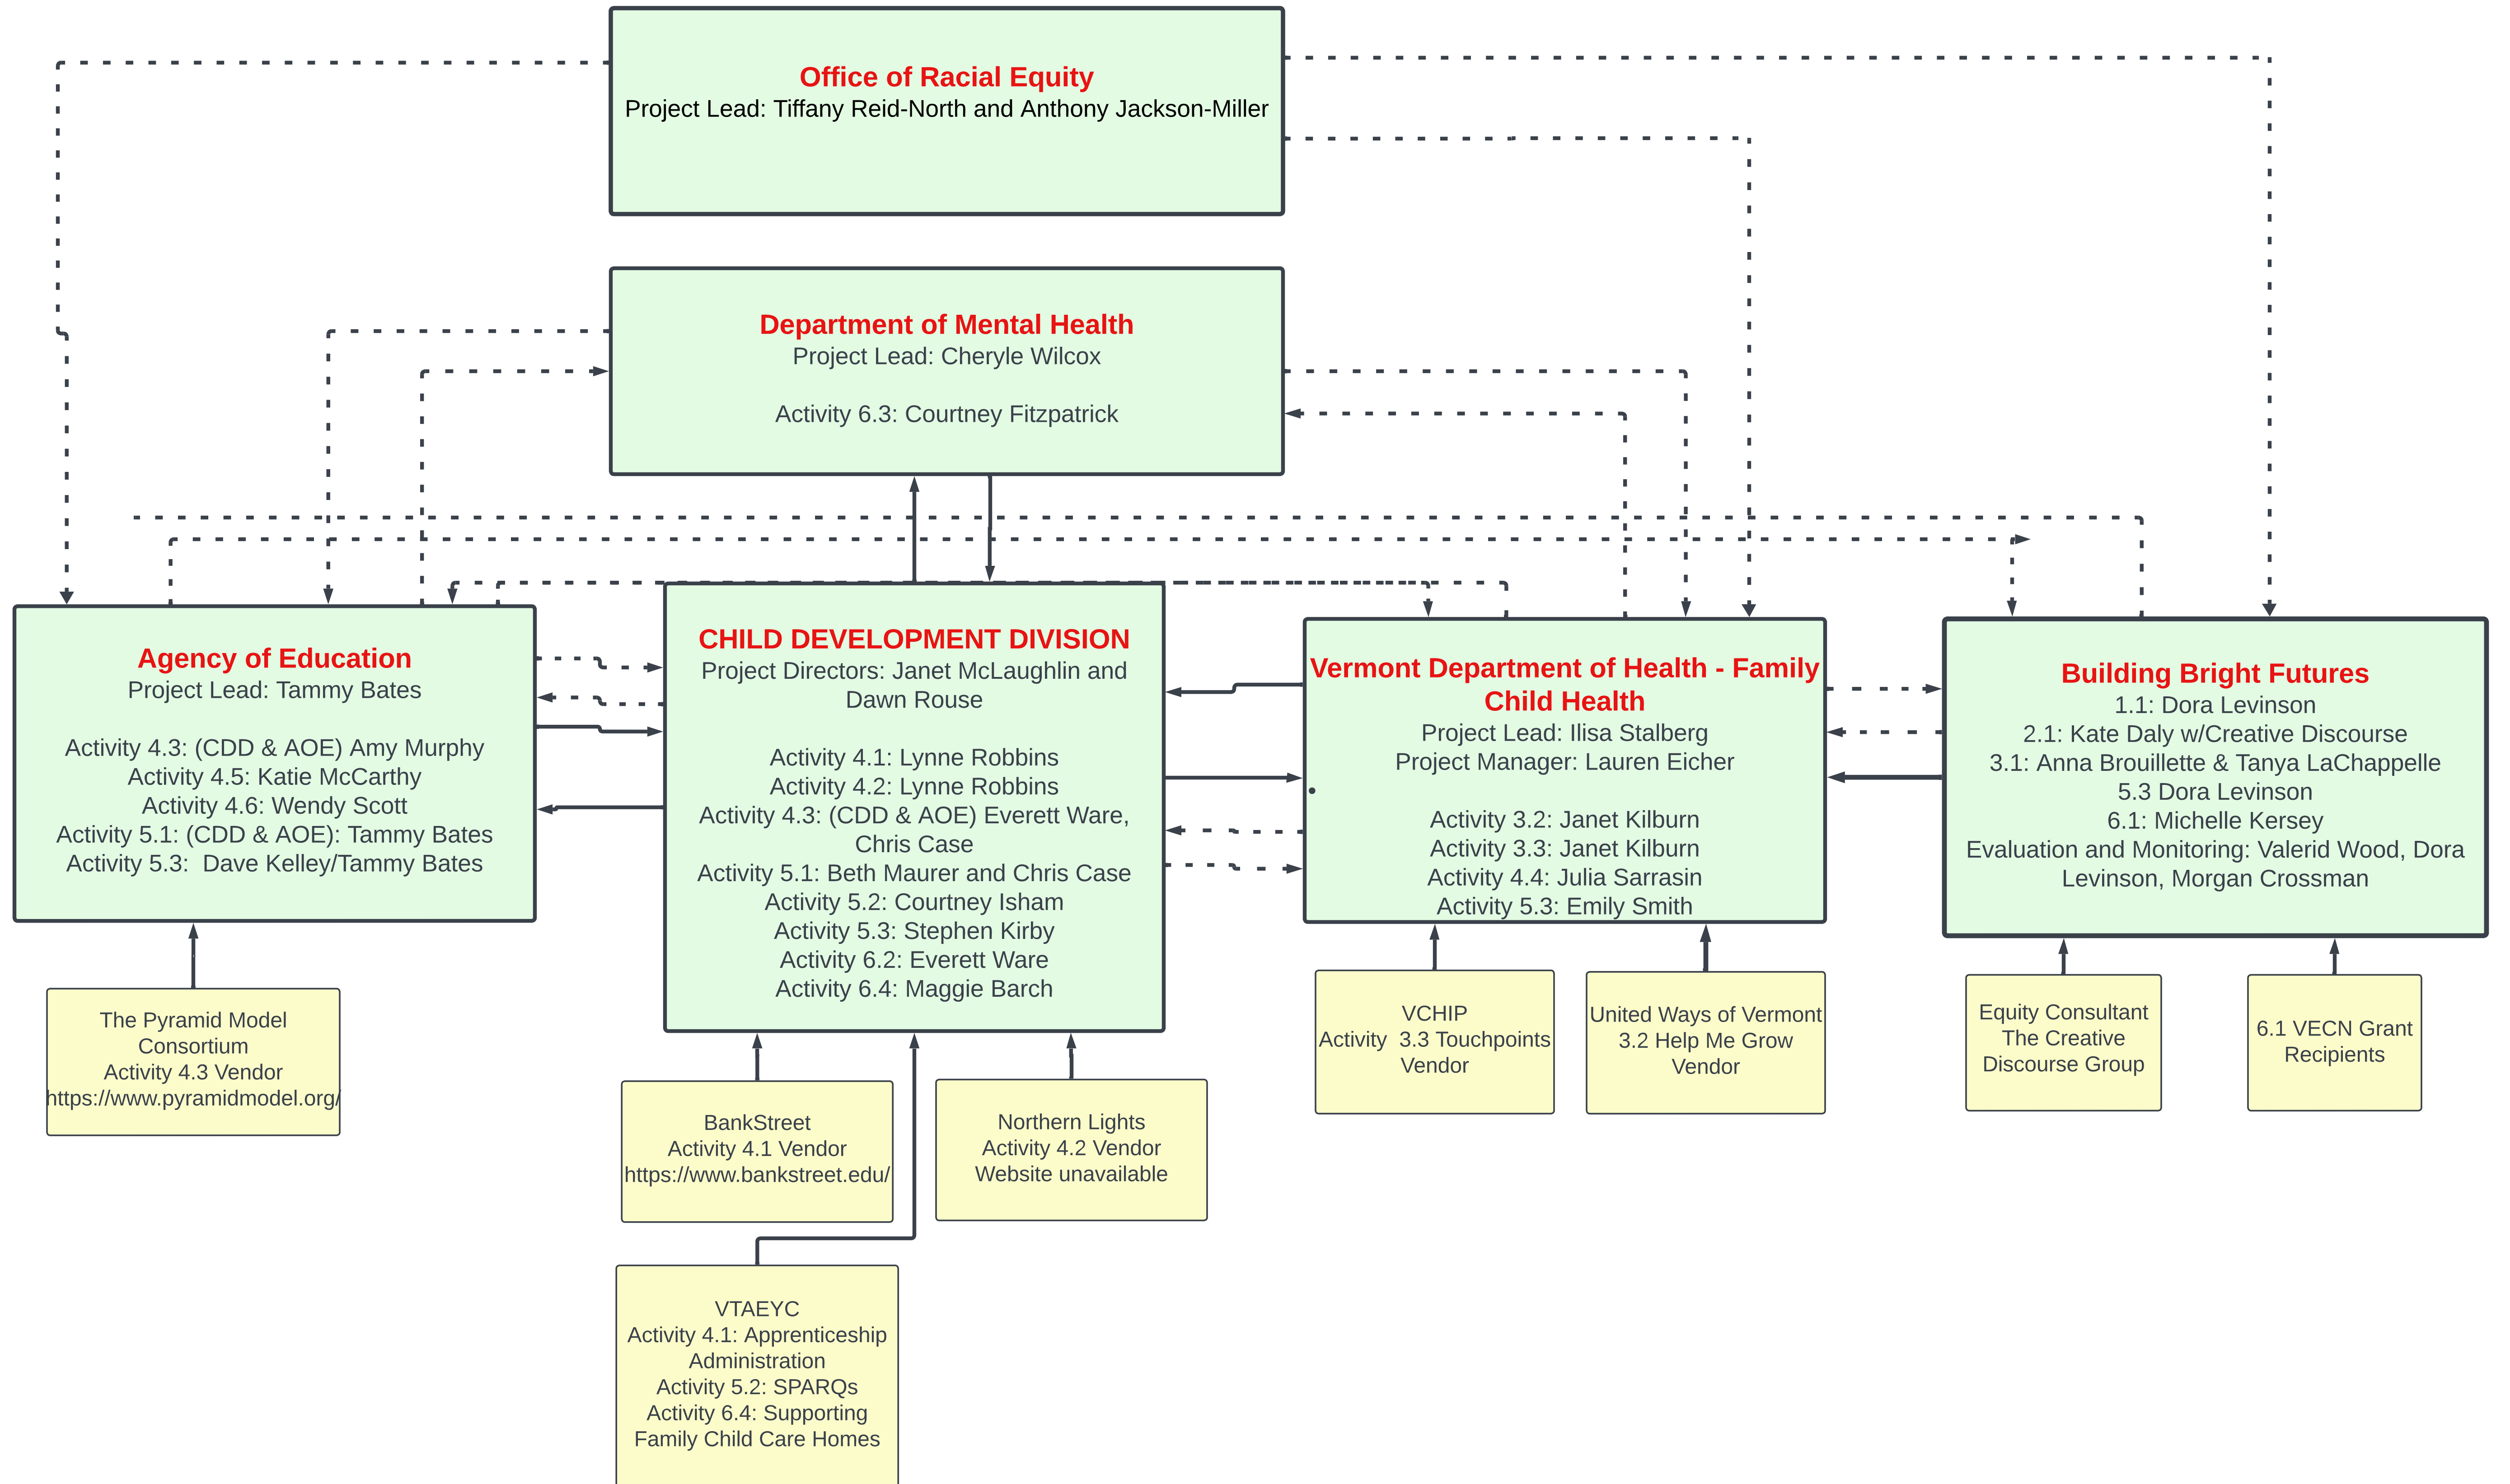 Office of Racial Equity
Project Lead: Tiffany Reid-North and Anthony Jackson-Miller
Department of Mental Health
Project Lead: Cheryle Wilcox
Activity 6.3: Courtney Fitzpatrick
Agency of Education
Project Lead: Tammy Bates
Activity 4.3: (CDD & AOE) Amy Murphy
Activity 4.5: Katie McCarthy
Activity 4.6: Wendy Scott
Activity 5.1: (CDD & AOE): Tammy Bates
Activity 5.3:  Dave Kelley/Tammy Bates
CHILD DEVELOPMENT DIVISION
Project Directors: Janet McLaughlin and
Dawn Rouse
Activity 4.1: Lynne Robbins
Activity 4.2: Lynne Robbins
Activity 4.3: (CDD & AOE) Everett Ware,
Chris Case
Activity 5.1: Beth Maurer and Chris Case
Activity 5.2: Courtney Isham
Activity 5.3: Stephen Kirby
Activity 6.2: Everett Ware
Activity 6.4: Maggie Barch
Vermont Department of Health - Family
Child Health
Project Lead: Ilisa Stalberg
Project Manager: Lauren Eicher
•
Activity 3.2: Janet Kilburn
Activity 3.3: Janet Kilburn
Activity 4.4: Julia Sarrasin
Activity 5.3: Emily Smith
Building Bright Futures
1.1: Dora Levinson
2.1: Kate Daly w/Creative Discourse
3.1: Anna Brouillette & Tanya LaChappelle
5.3 Dora Levinson
6.1: Michelle Kersey
Evaluation and Monitoring: Valerid Wood, Dora
Levinson, Morgan Crossman
The Pyramid Model
Consortium
Activity 4.3 Vendor
https://www.pyramidmodel.org/
BankStreet
Activity 4.1 Vendor
https://www.bankstreet.edu/
Northern Lights
Activity 4.2 Vendor
Website unavailable
VCHIP
Activity  3.3 Touchpoints
Vendor
United Ways of Vermont
3.2 Help Me Grow
Vendor
Equity Consultant
The Creative
Discourse Group
6.1 VECN Grant
Recipients
VTAEYC
Activity 4.1: Apprenticeship
Administration
Activity 5.2: SPARQs
Activity 6.4: Supporting
Family Child Care Homes